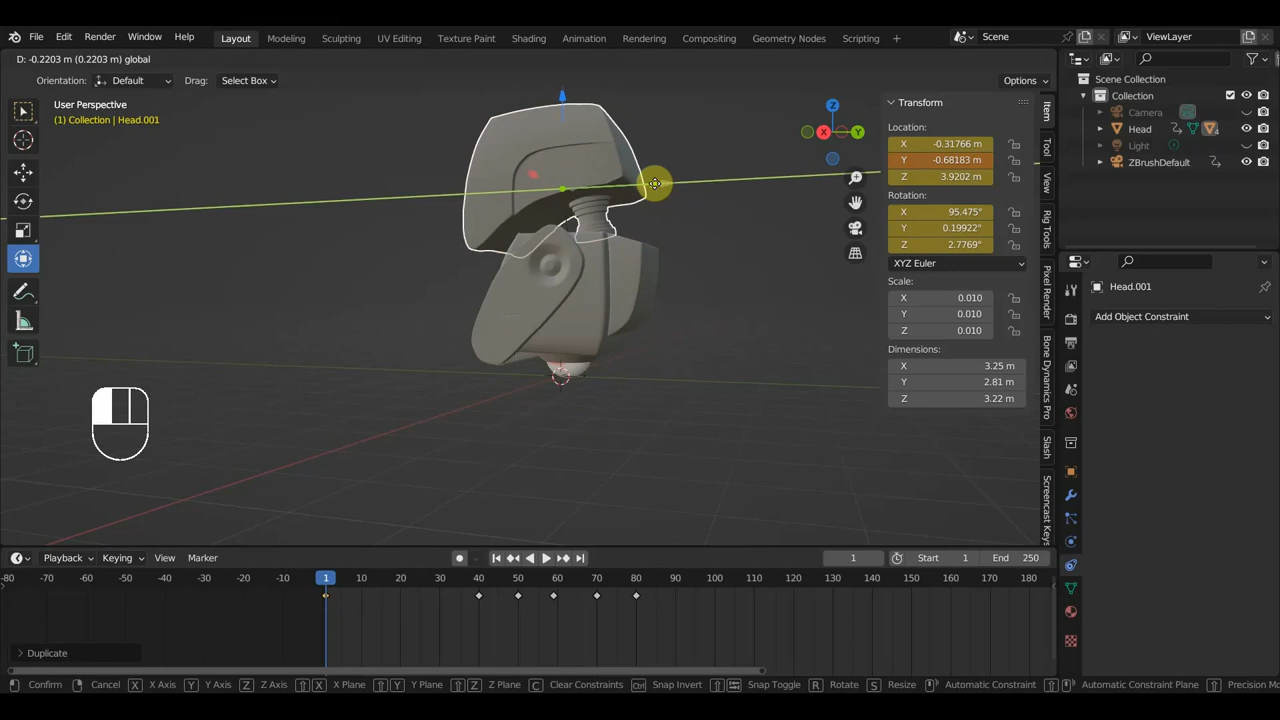 File Edit Render Window Help Layout Modeling Sculpting UV Editing Texture Paint Shading Animation Rendering Compositing Geometry Nodes Scripting + Scene ViewLayer
D: -0.2203 m (0.2203 m) global
Orientation: Default Drag: Select Box Options
Scene Collection
Collection
Camera
Head
Light
ZBrushDefault
User Perspective
(1) Collection | Head.001
Z
X
Y
Transform
Location:
X -0.31766 m
Y -0.68183 m
Z 3.9202 m
Rotation:
X 95.475°
Y 0.19922°
Z 2.7769°
XYZ Euler
Scale:
X 0.010
Y 0.010
Z 0.010
Dimensions:
X 3.25 m
Y 2.81 m
Z 3.22 m
Item
Tool
View
Rig Tools
Pixel Render
Bone Dynamics Pro
Slash
Screencast Keys
Head.001
Add Object Constraint
Playback Keying View Marker 1 Start 1 End 250
-80 -70 -60 -50 -40 -30 -20 -10 1 10 20 30 40 50 60 70 80 90 100 110 120 130 140 150 160 170 180
Duplicate
Confirm Cancel X X Axis Y Y Axis Z Z Axis X X Plane Y Y Plane Z Z Plane C Clear Constraints Ctrl Snap Invert Snap Toggle R Rotate S Resize Automatic Constraint Automatic Constraint Plane Precision Mo